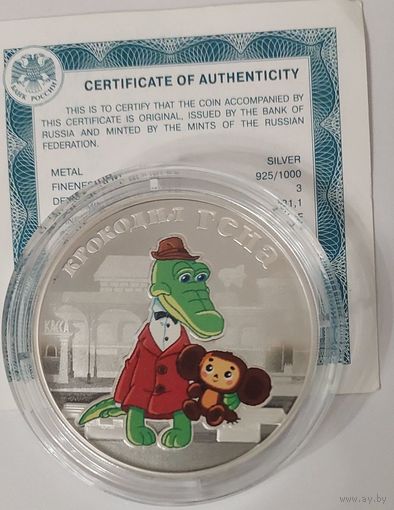 БАНК РОССИИ
CERTIFICATE OF AUTHENTICITY
THIS IS TO CERTIFY THAT THE COIN ACCOMPANIED BY
THIS CERTIFICATE IS ORIGINAL, ISSUED BY THE BANK OF
RUSSIA AND MINTED BY THE MINTS OF THE RUSSIAN
FEDERATION.
METAL SILVER
925/1000
3
КРОКОДИЛ ГЕНА
КАССА
www.ay.by